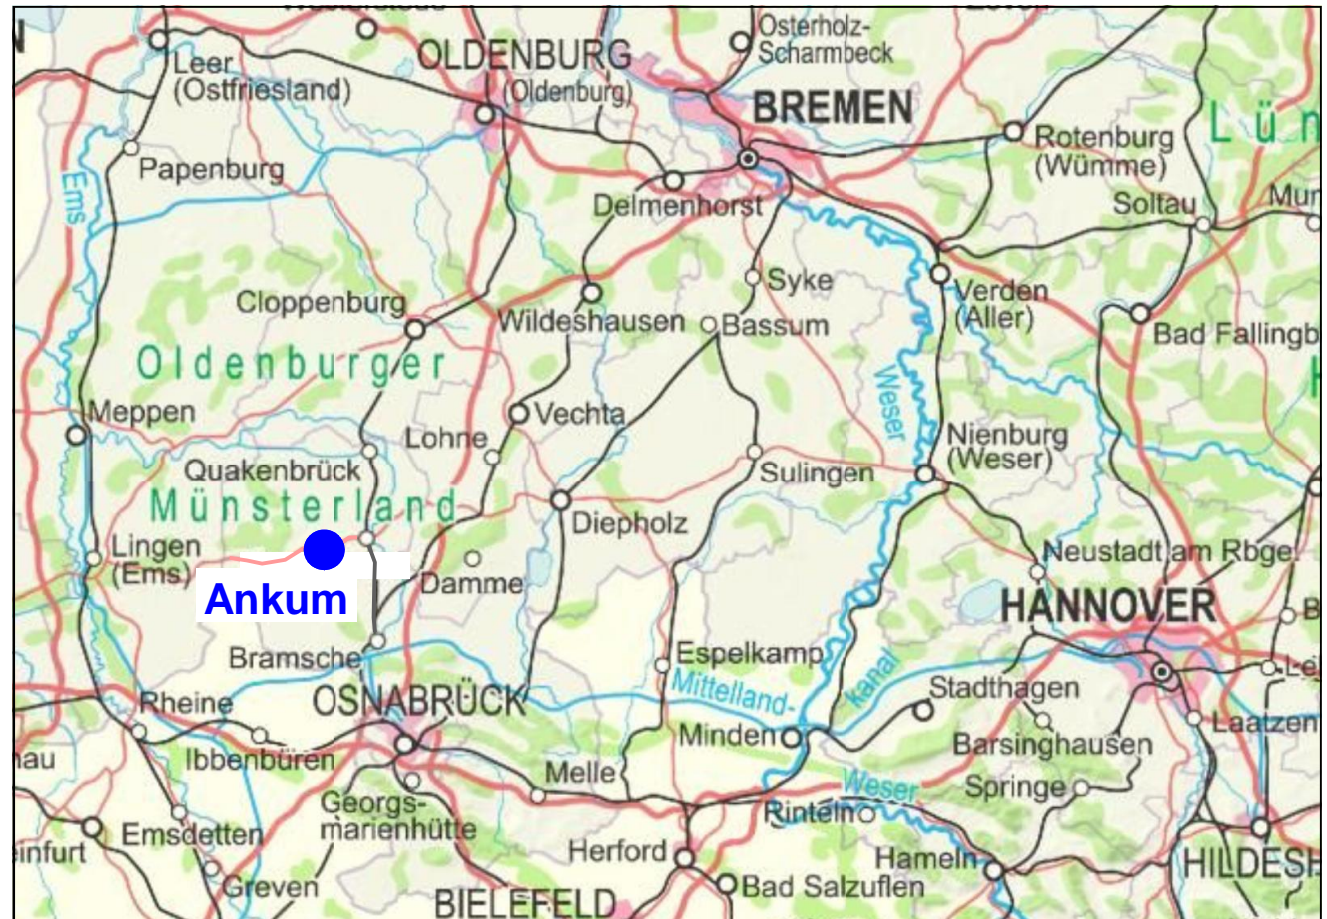 OLDENBURG
(Oldenburg)
Osterholz-
Scharmbeck
Leer
(Ostfriesland)
BREMEN
Rotenburg
(Wümme)
Papenburg
Ems
Delmenhorst
Soltau
Syke
Verden
(Aller)
Cloppenburg
Wildeshausen
Bassum
Bad Fallingb
Oldenburger
Weser
Meppen
Vechta
Lohne
Nienburg
(Weser)
Quakenbrück
Sulingen
Münsterland
Diepholz
Lingen
(Ems)
Neustadt am Rbge.
Damme
Ankum
HANNOVER
Bramsche
Espelkamp
Mittelland-
kanal
Stadthagen
Rheine
OSNABRÜCK
Laatzen
Minden
Barsinghausen
Ibbenbüren
Melle
Weser
Springe
Georgs-
marienhütte
Rinteln
Emsdetten
Herford
Hameln
HILDESH
Greven
Bad Salzuflen
BIELEFELD